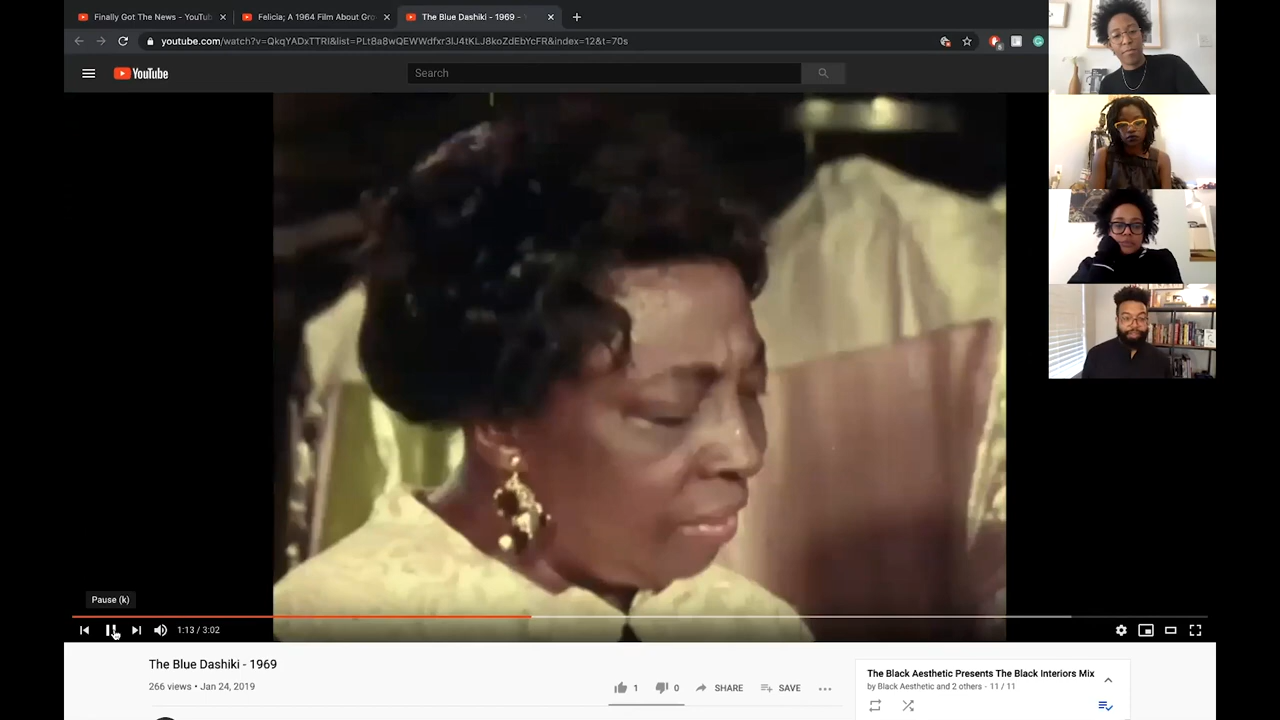 Finally Got The News - YouTub
Felicia; A 1964 Film About Gro
The Blue Dashiki - 1969 -
youtube.com/watch?v=QkqYADxTTRI&list=PLt8a8wQEWWdfxr3lJ4tKLJ8koZdEbYcFR&index=12&t=70s
YouTube
Search
Pause (k)
1:13 / 3:02
The Blue Dashiki - 1969
266 views • Jan 24, 2019
1
0
SHARE
SAVE
The Black Aesthetic Presents The Black Interiors Mix
by Black Aesthetic and 2 others - 11 / 11